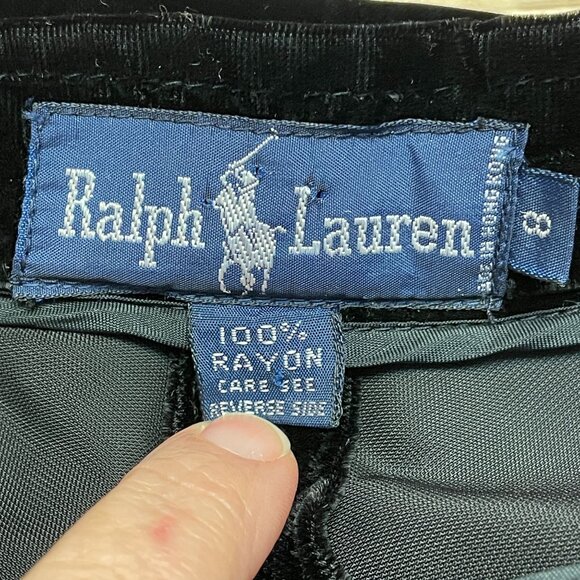 Ralph Lauren
MADE IN HONG KONG
8
100%
RAYON
CARE SEE
REVERSE SIDE